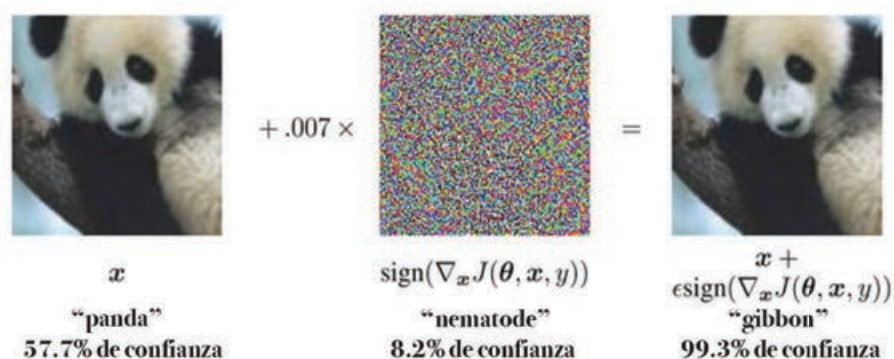 + .007 ×
=
x
sign(∇ₓJ(θ, x, y))
x +
ϵsign(∇ₓJ(θ, x, y))
“panda”
“nematode”
“gibbon”
57.7% de confianza
8.2% de confianza
99.3% de confianza